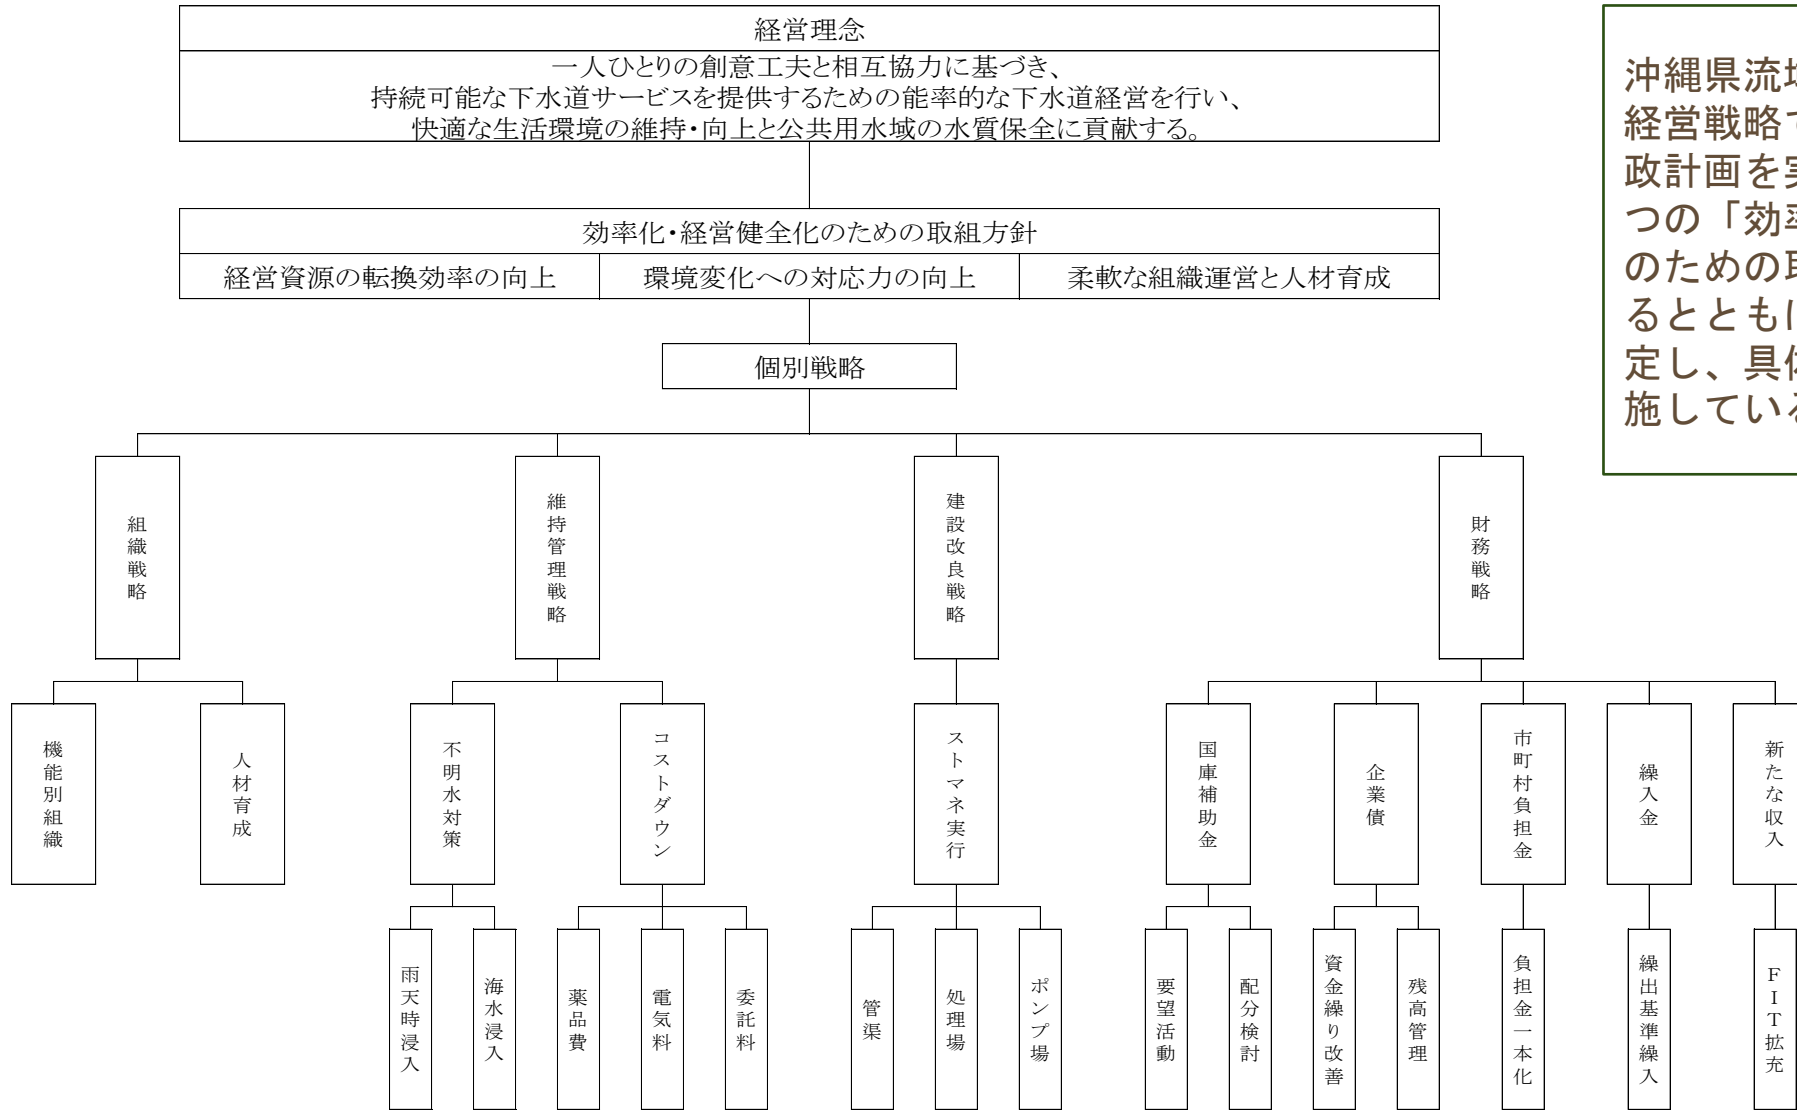 経営理念
一人ひとりの創意工夫と相互協力に基づき、
持続可能な下水道サービスを提供するための能率的な下水道経営を行い、
快適な生活環境の維持・向上と公共用水域の水質保全に貢献する。
効率化・経営健全化のための取組方針
経営資源の転換効率の向上
環境変化への対応力の向上
柔軟な組織運営と人材育成
個別戦略
組織戦略
維持管理戦略
建設改良戦略
財務戦略
機能別組織
人材育成
不明水対策
コストダウン
ストマネ実行
国庫補助金
企業債
市町村負担金
繰入金
新たな収入
雨天時浸入
海水浸入
薬品費
電気料
委託料
管渠
処理場
ポンプ場
要望活動
配分検討
資金繰り改善
残高管理
負担金一本化
繰出基準繰入
FIT拡充
沖縄県流
経営戦略
政計画を
つの「効
のための
るととも
定し、具
施してい